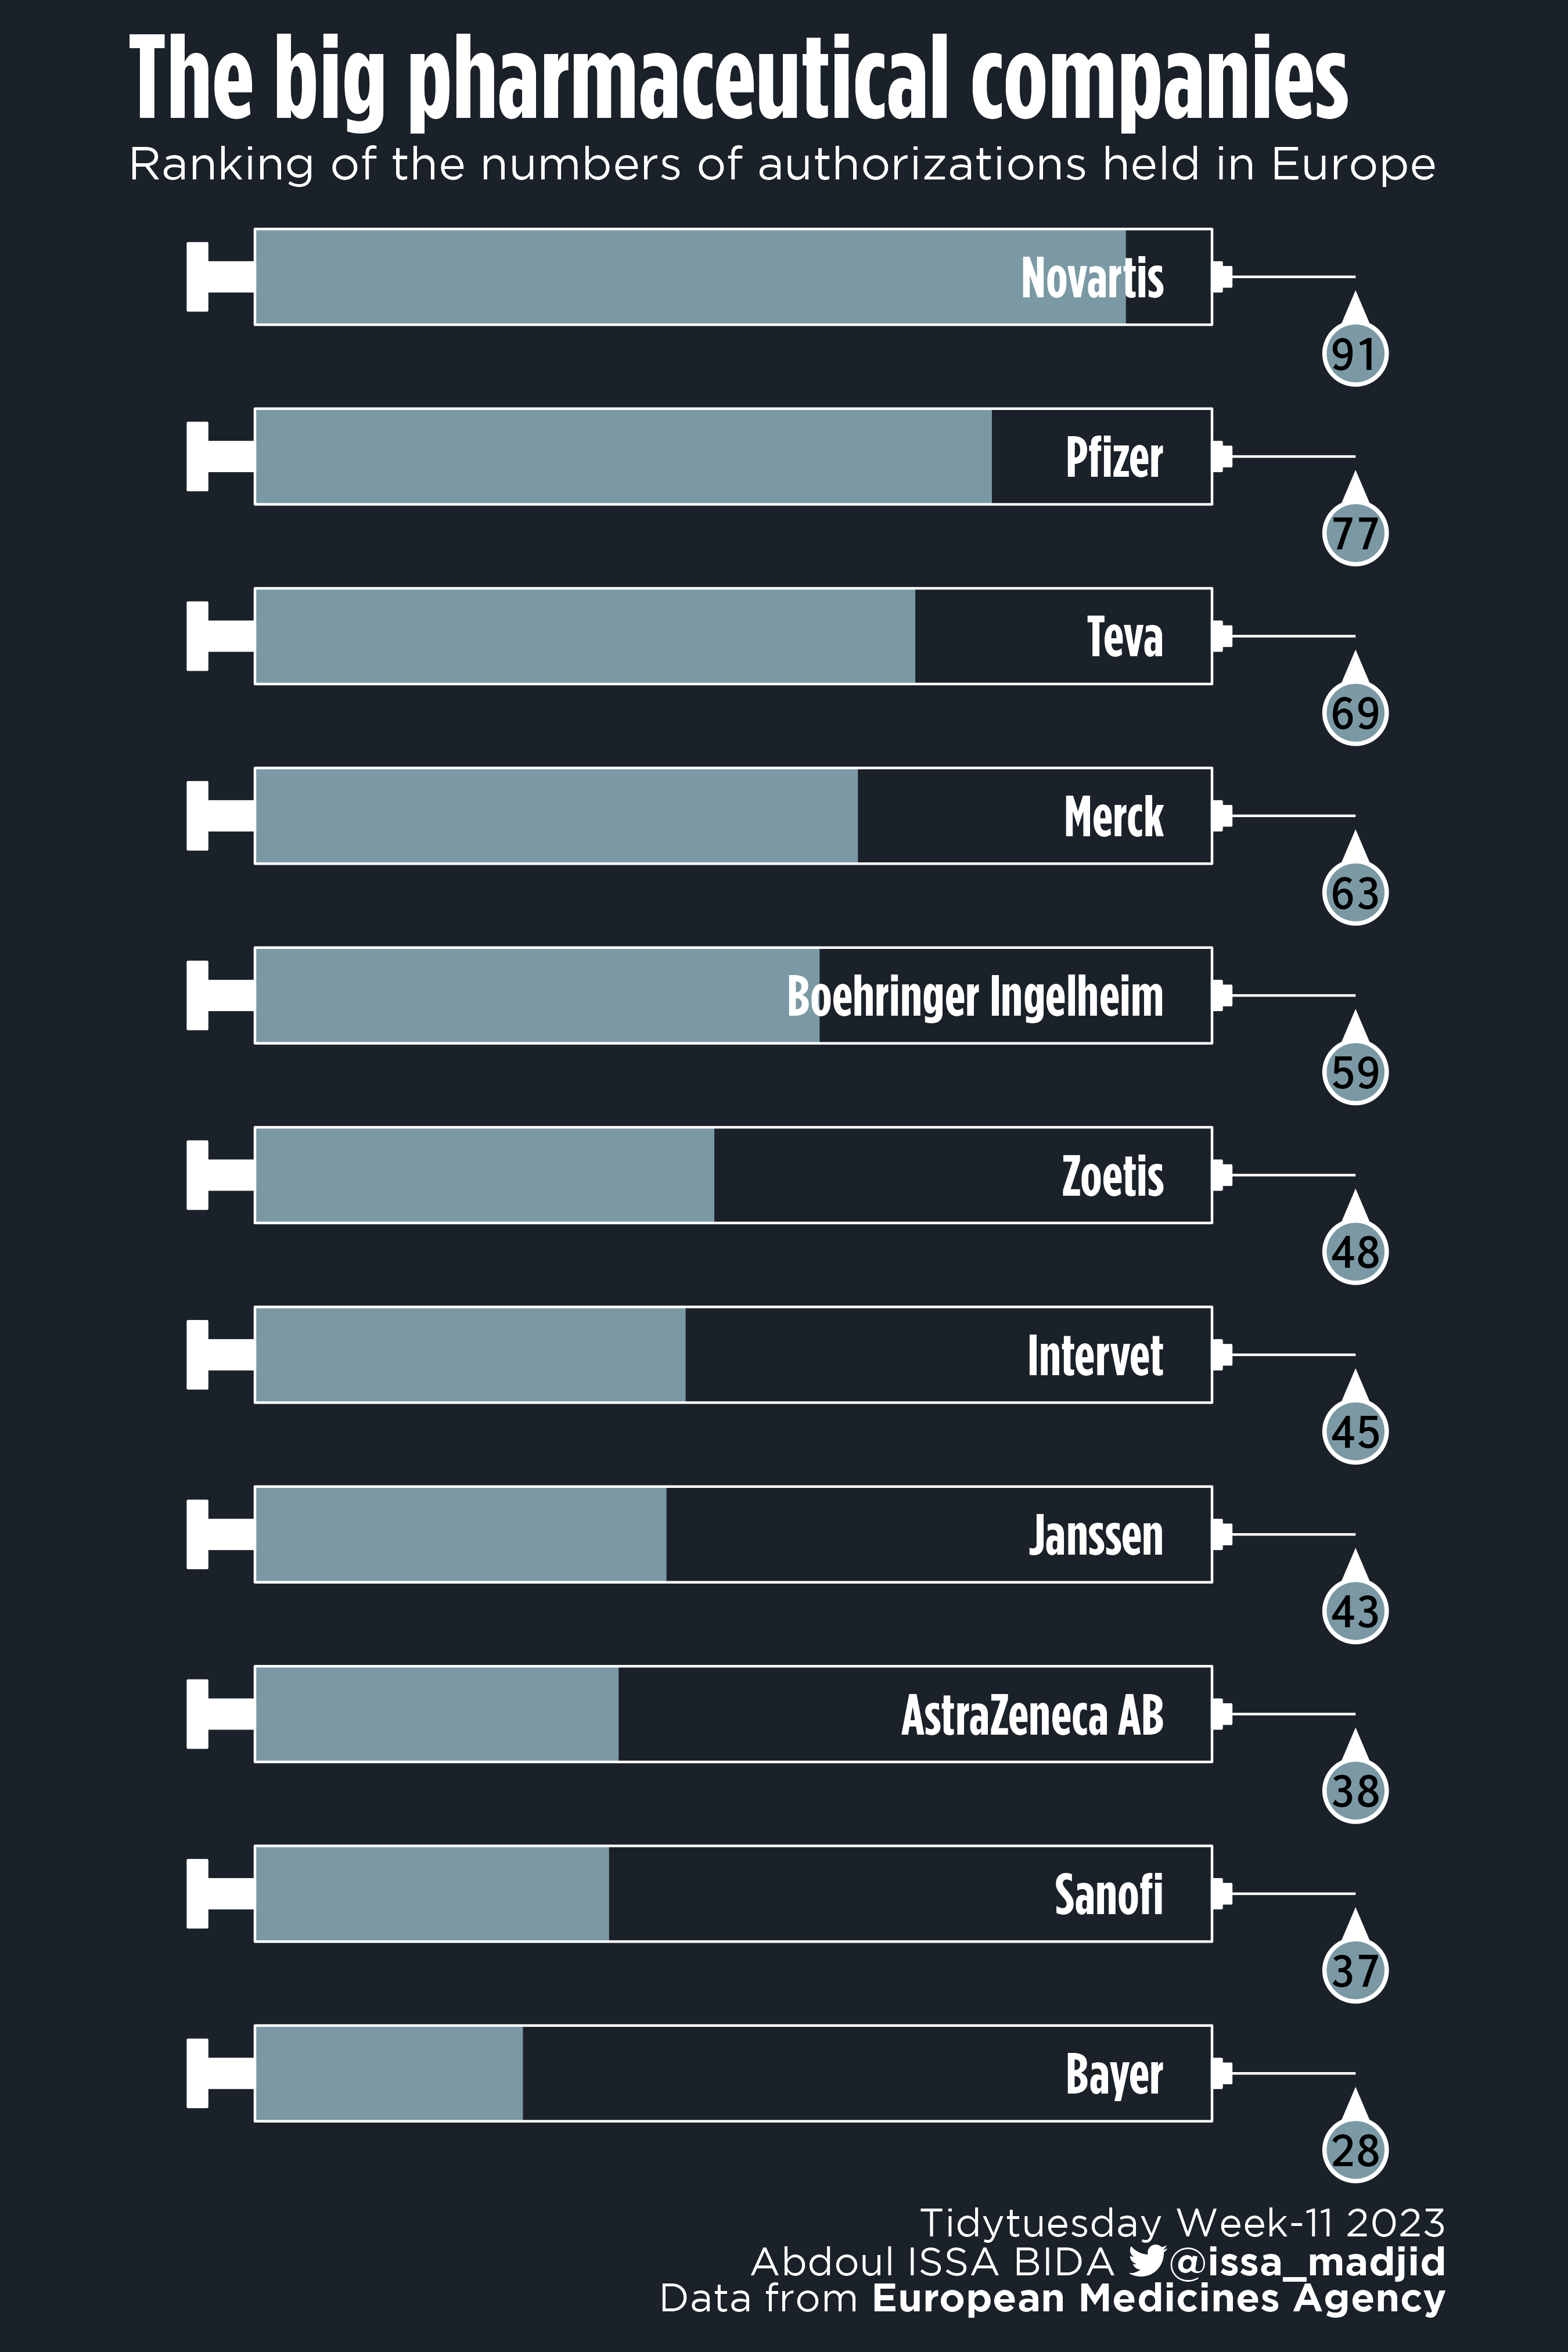 The big pharmaceutical companies
Ranking of the numbers of authorizations held in Europe
Novartis
91
Pfizer
77
Teva
69
Merck
63
Boehringer Ingelheim
59
Zoetis
48
Intervet
45
Janssen
43
AstraZeneca AB
38
Sanofi
37
Bayer
28
Tidytuesday Week-11 2023
Abdoul ISSA BIDA @issa_madjid
Data from European Medicines Agency